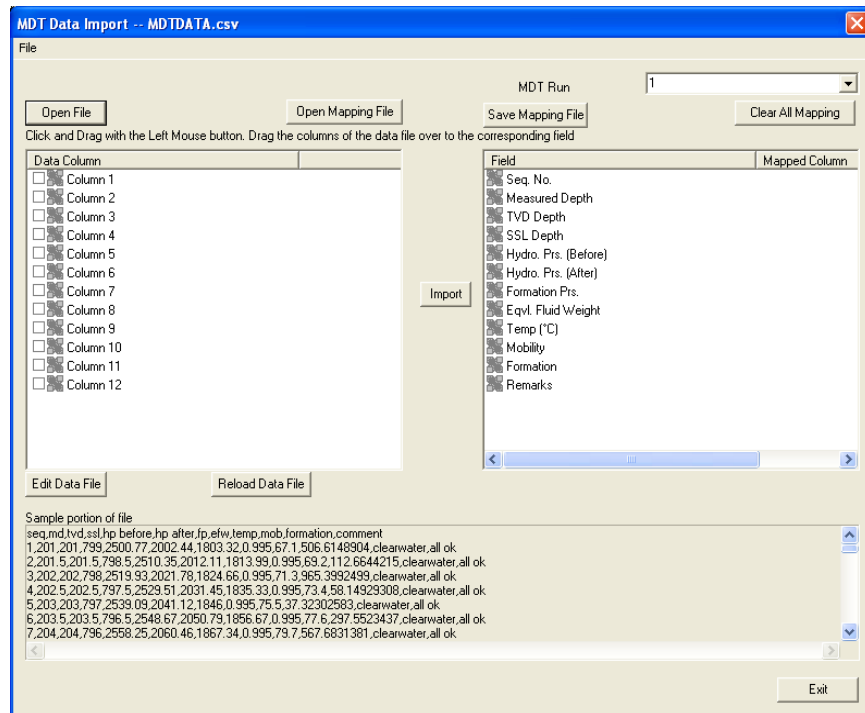 MDT Data Import -- MDTDATA.csv
File
MDT Run 1
Open File Open Mapping File Save Mapping File Clear All Mapping
Click and Drag with the Left Mouse button. Drag the columns of the data file over to the corresponding field
Data Column
Column 1
Column 2
Column 3
Column 4
Column 5
Column 6
Column 7
Column 8
Column 9
Column 10
Column 11
Column 12
Import
Field Mapped Column
Seq. No.
Measured Depth
TVD Depth
SSL Depth
Hydro. Prs. (Before)
Hydro. Prs. (After)
Formation Prs.
Eqvl. Fluid Weight
Temp (°C)
Mobility
Formation
Remarks
Edit Data File Reload Data File
Sample portion of file
seq,md,tvd,ssl,hp before,hp after,fp,efw,temp,mob,formation,comment
1,201,201,799,2500.77,2002.44,1803.32,0.995,67.1,506.6148904,clearwater,all ok
2,201.5,201.5,798.5,2510.35,2012.11,1813.99,0.995,69.2,112.6644215,clearwater,all ok
3,202,202,798,2519.93,2021.78,1824.66,0.995,71.3,965.3992499,clearwater,all ok
4,202.5,202.5,797.5,2529.51,2031.45,1835.33,0.995,73.4,58.14929308,clearwater,all ok
5,203,203,797,2539.09,2041.12,1846,0.995,75.5,37.32302583,clearwater,all ok
6,203.5,203.5,796.5,2548.67,2050.79,1856.67,0.995,77.6,297.5523437,clearwater,all ok
7,204,204,796,2558.25,2060.46,1867.34,0.995,79.7,567.6831381,clearwater,all ok
Exit